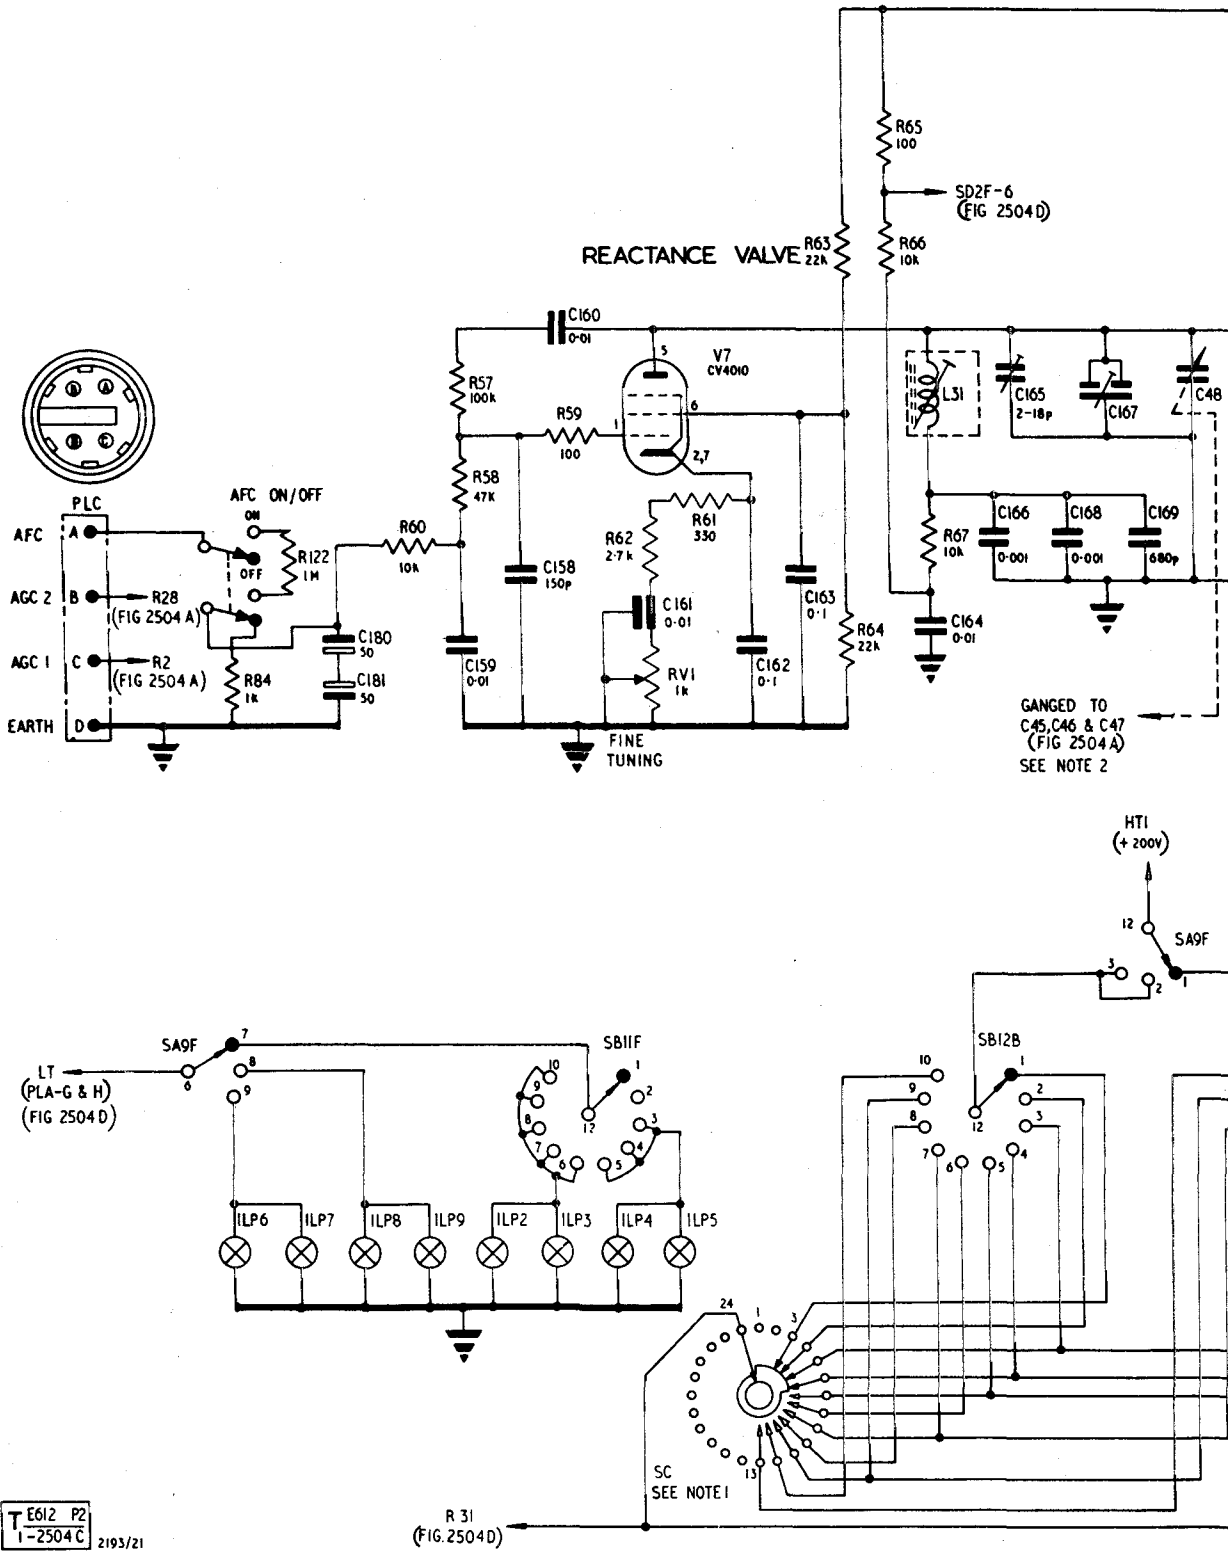 R65
100
SD2F-6
(FIG 2504D)
REACTANCE VALVE
R63
22k
R66
10k
C160
0·01
5
V7
CV4010
R57
100k
R59
100
1
6
2,7
L31
C165
2-18p
C167
C48
B A
D C
PLC
AFC ON/OFF
ON
OFF
R58
47k
AFC A
R122
1M
R60
10k
R62
2·7k
R61
330
C158
150p
R67
10k
C166
0·001
C168
0·001
C169
680p
AGC 2 B
R28
(FIG 2504 A)
C161
0·01
C163
0·1
R64
22k
C164
0·01
AGC 1 C
R2
(FIG 2504 A)
R84
1k
C180
50
C181
50
C159
0·01
RV1
1k
C162
0·1
EARTH D
FINE
TUNING
GANGED TO
C45,C46 & C47
(FIG 2504A)
SEE NOTE 2
HT1
(+ 200V)
12
SA9F
3
2
1
SA9F
7
8
9
6
LT
(PLA-G & H)
(FIG 2504 D)
SB11F
10
1
9
2
8
3
12
7
4
6
5
SB12B
10
1
9
2
8
3
12
7
4
6
5
ILP6
ILP7
ILP8
ILP9
ILP2
ILP3
ILP4
ILP5
24
1
3
13
SC
SEE NOTE 1
R 31
(FIG.2504D)
T E612 P2
1-2504 C
2193/21